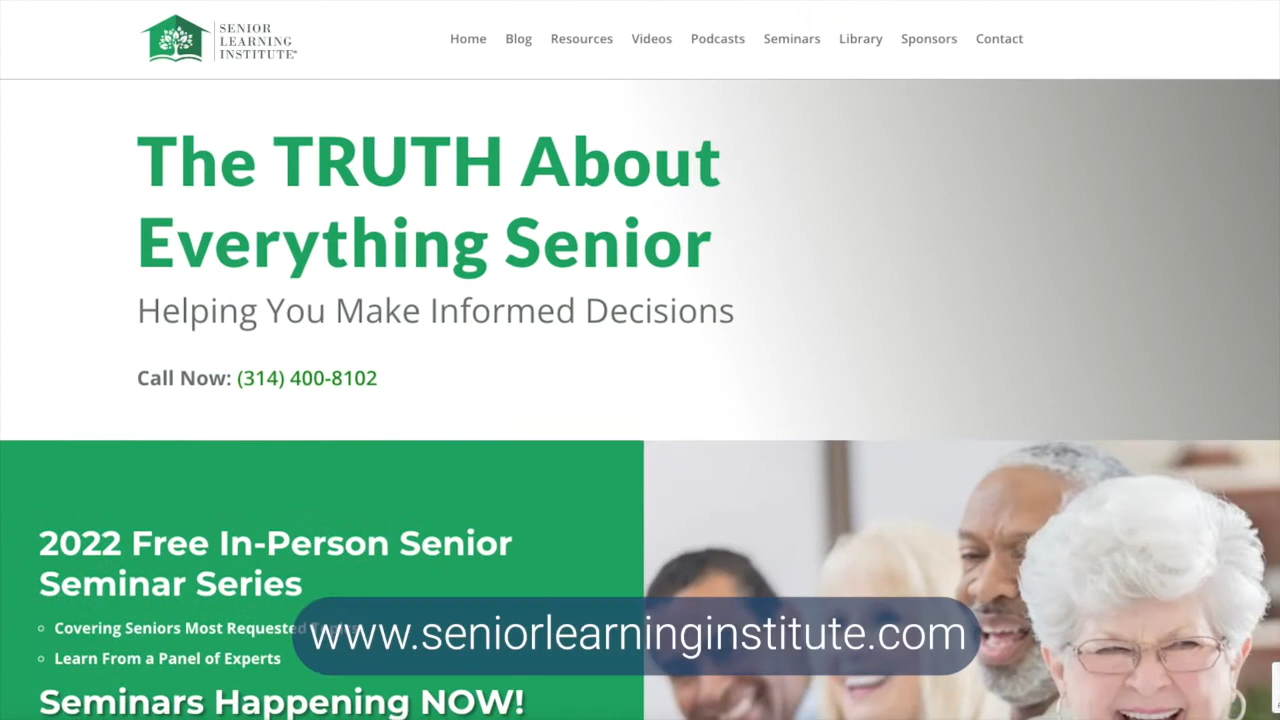 SENIOR
LEARNING
INSTITUTE
Home Blog Resources Videos Podcasts Seminars Library Sponsors Contact
The TRUTH About
Everything Senior
Helping You Make Informed Decisions
Call Now: (314) 400-8102
2022 Free In-Person Senior
Seminar Series
Covering Seniors Most Requested
Learn From a Panel of Experts
www.seniorlearninginstitute.com
Seminars Happening NOW!